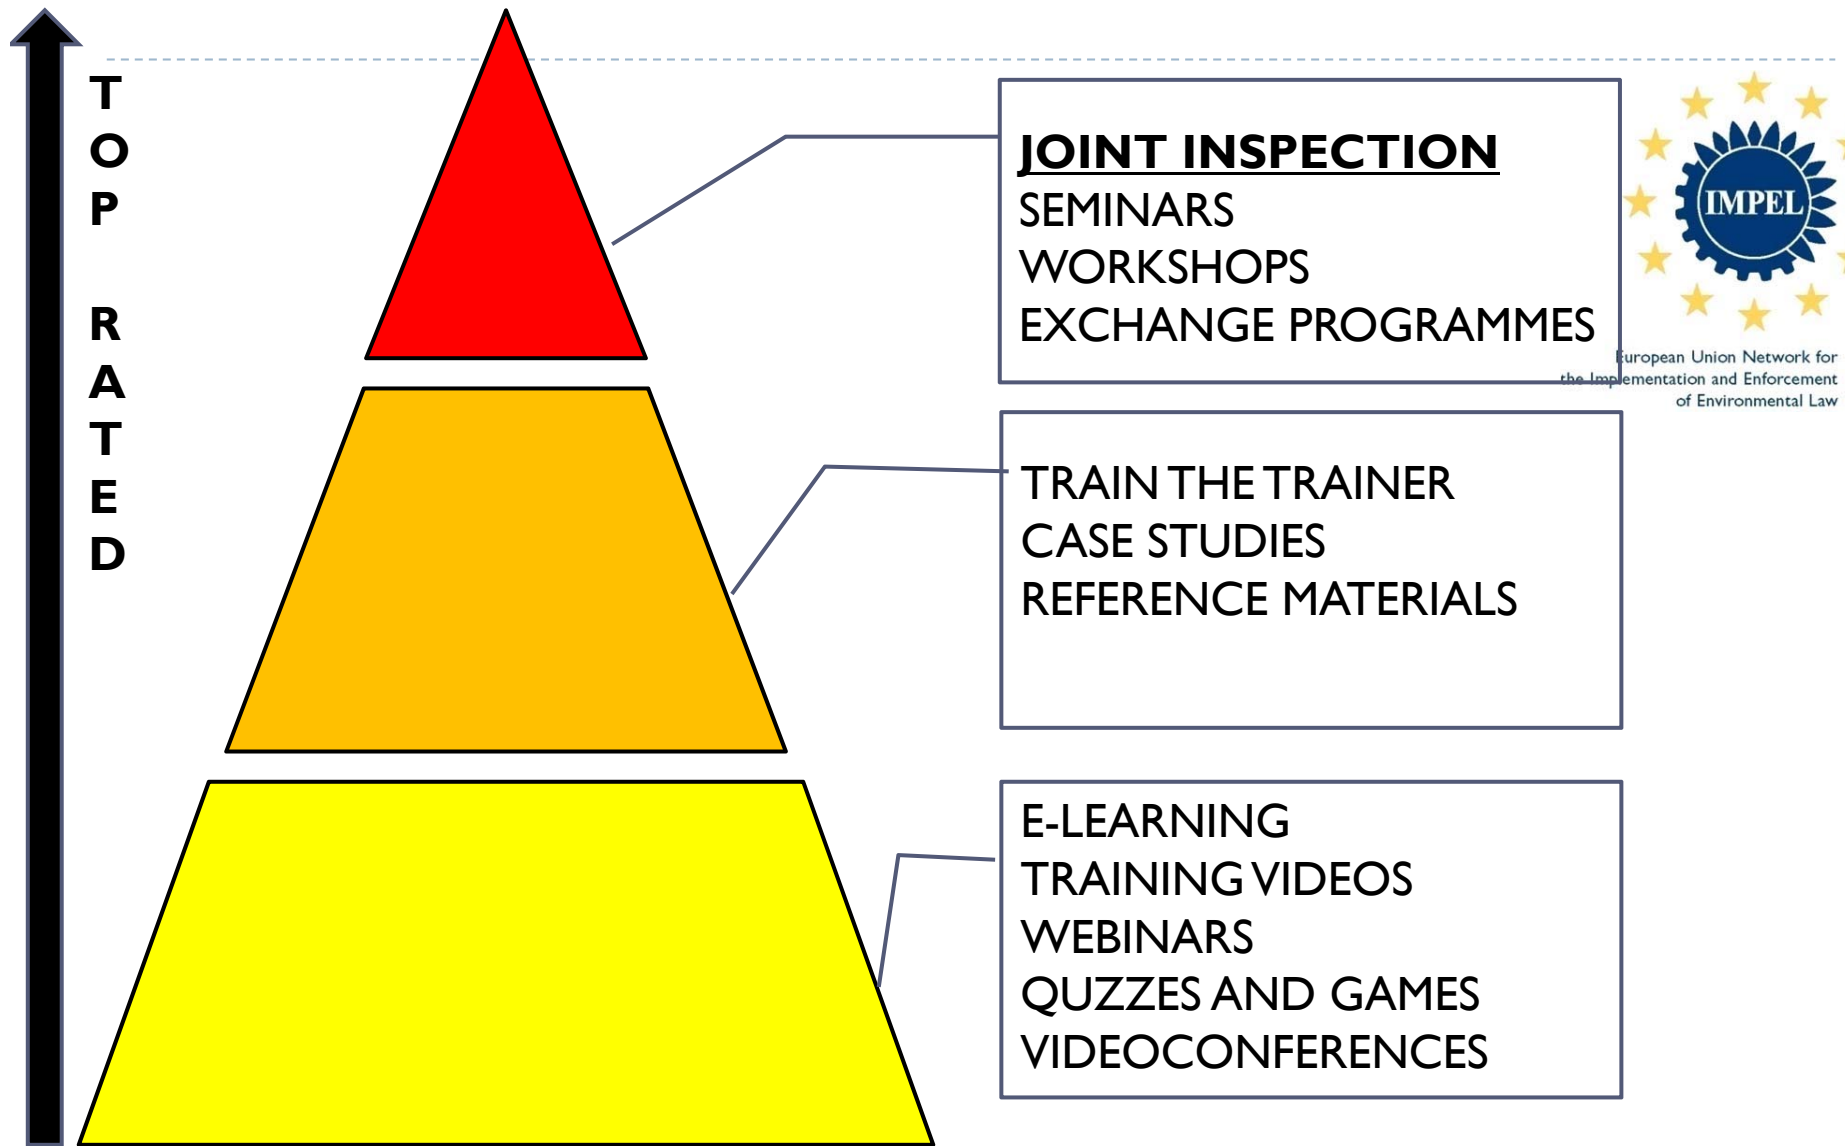 TOP RATED
JOINT INSPECTION
SEMINARS
WORKSHOPS
EXCHANGE PROGRAMMES
IMPEL
European Union Network for
the Implementation and Enforcement
of Environmental Law
TRAIN THE TRAINER
CASE STUDIES
REFERENCE MATERIALS
E-LEARNING
TRAINING VIDEOS
WEBINARS
QUZZES AND GAMES
VIDEOCONFERENCES